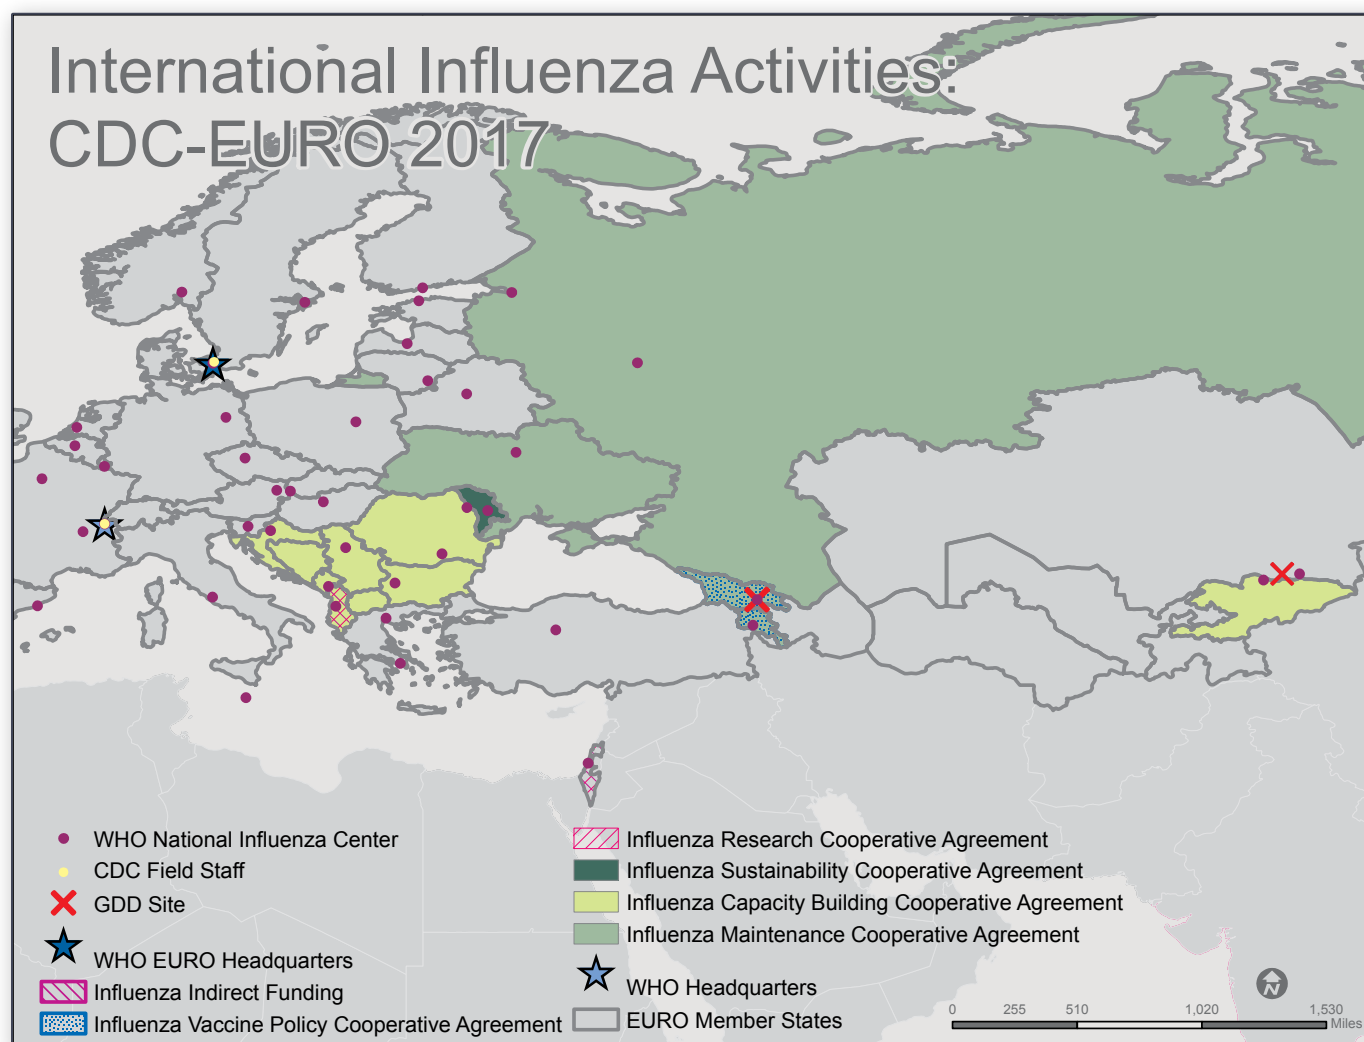 International Influenza Activities:
CDC-EURO 2017
WHO National Influenza Center
CDC Field Staff
GDD Site
WHO EURO Headquarters
Influenza Indirect Funding
Influenza Vaccine Policy Cooperative Agreement
Influenza Research Cooperative Agreement
Influenza Sustainability Cooperative Agreement
Influenza Capacity Building Cooperative Agreement
Influenza Maintenance Cooperative Agreement
WHO Headquarters
EURO Member States
N
0 255 510 1,020 1,530
Miles